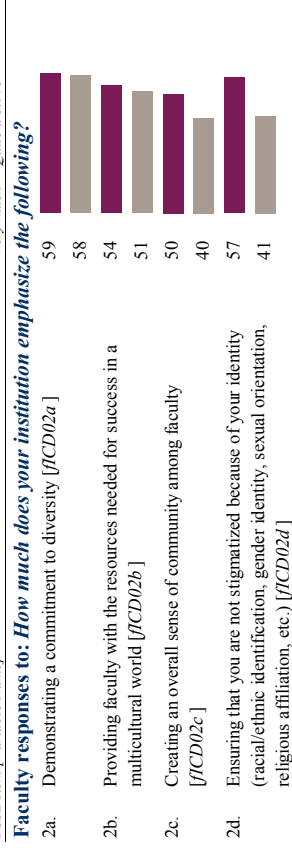 Faculty responses to: How much does your institution emphasize the following?
2a. Demonstrating a commitment to diversity [fICD02a] 59
58
2b. Providing faculty with the resources needed for success in a 54
multicultural world [fICD02b] 51
2c. Creating an overall sense of community among faculty 50
[fICD02c] 40
2d. Ensuring that you are not stigmatized because of your identity 57
(racial/ethnic identification, gender identity, sexual orientation, 41
religious affiliation, etc.) [fICD02d]